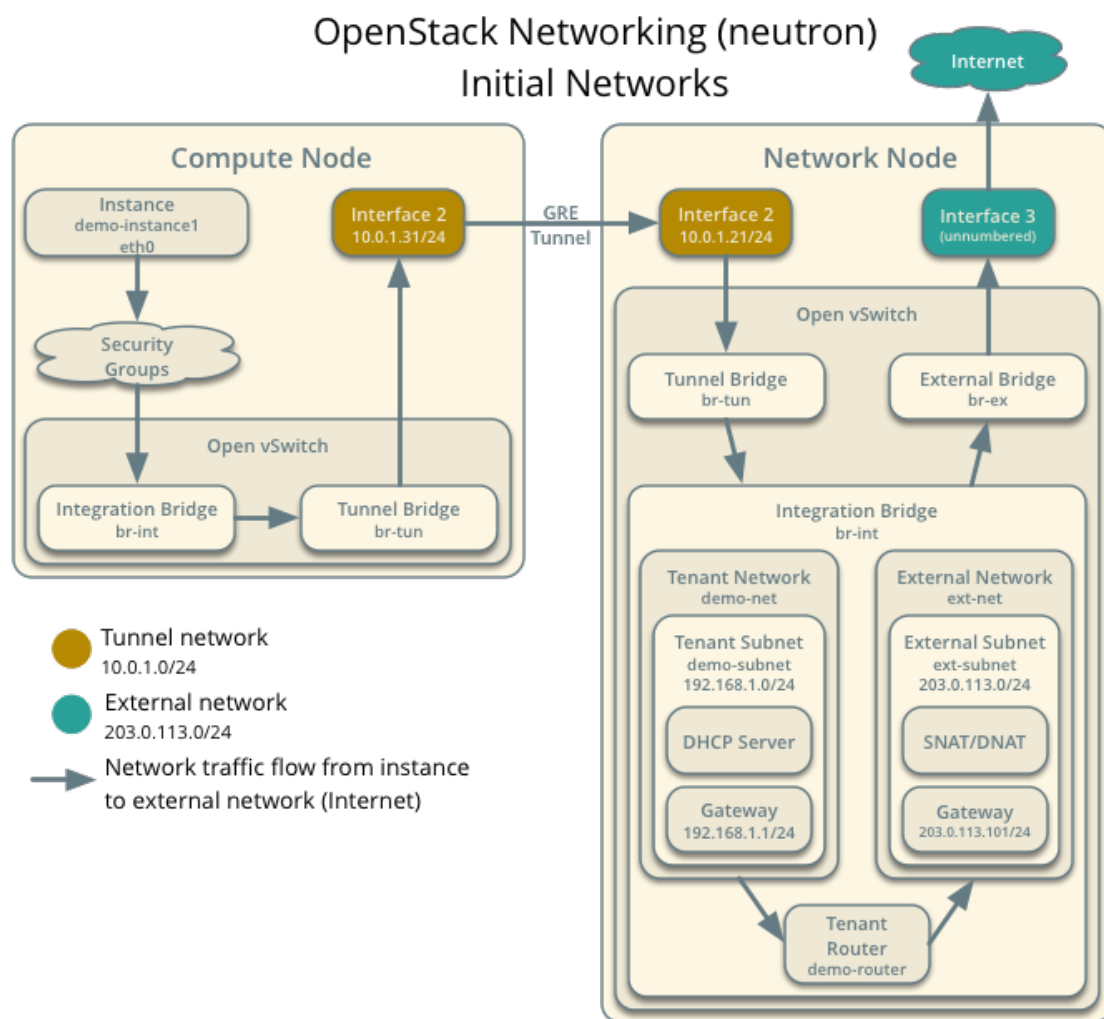 OpenStack Networking (neutron)
Initial Networks
Internet
Compute Node
Instance
demo-instance1
eth0
Interface 2
10.0.1.31/24
Security
Groups
Open vSwitch
Integration Bridge
br-int
Tunnel Bridge
br-tun
GRE
Tunnel
Network Node
Interface 2
10.0.1.21/24
Interface 3
(unnumbered)
Open vSwitch
Tunnel Bridge
br-tun
External Bridge
br-ex
Integration Bridge
br-int
Tenant Network
demo-net
Tenant Subnet
demo-subnet
192.168.1.0/24
DHCP Server
Gateway
192.168.1.1/24
External Network
ext-net
External Subnet
ext-subnet
203.0.113.0/24
SNAT/DNAT
Gateway
203.0.113.101/24
Tenant
Router
demo-router
Tunnel network
10.0.1.0/24
External network
203.0.113.0/24
Network traffic flow from instance
to external network (Internet)